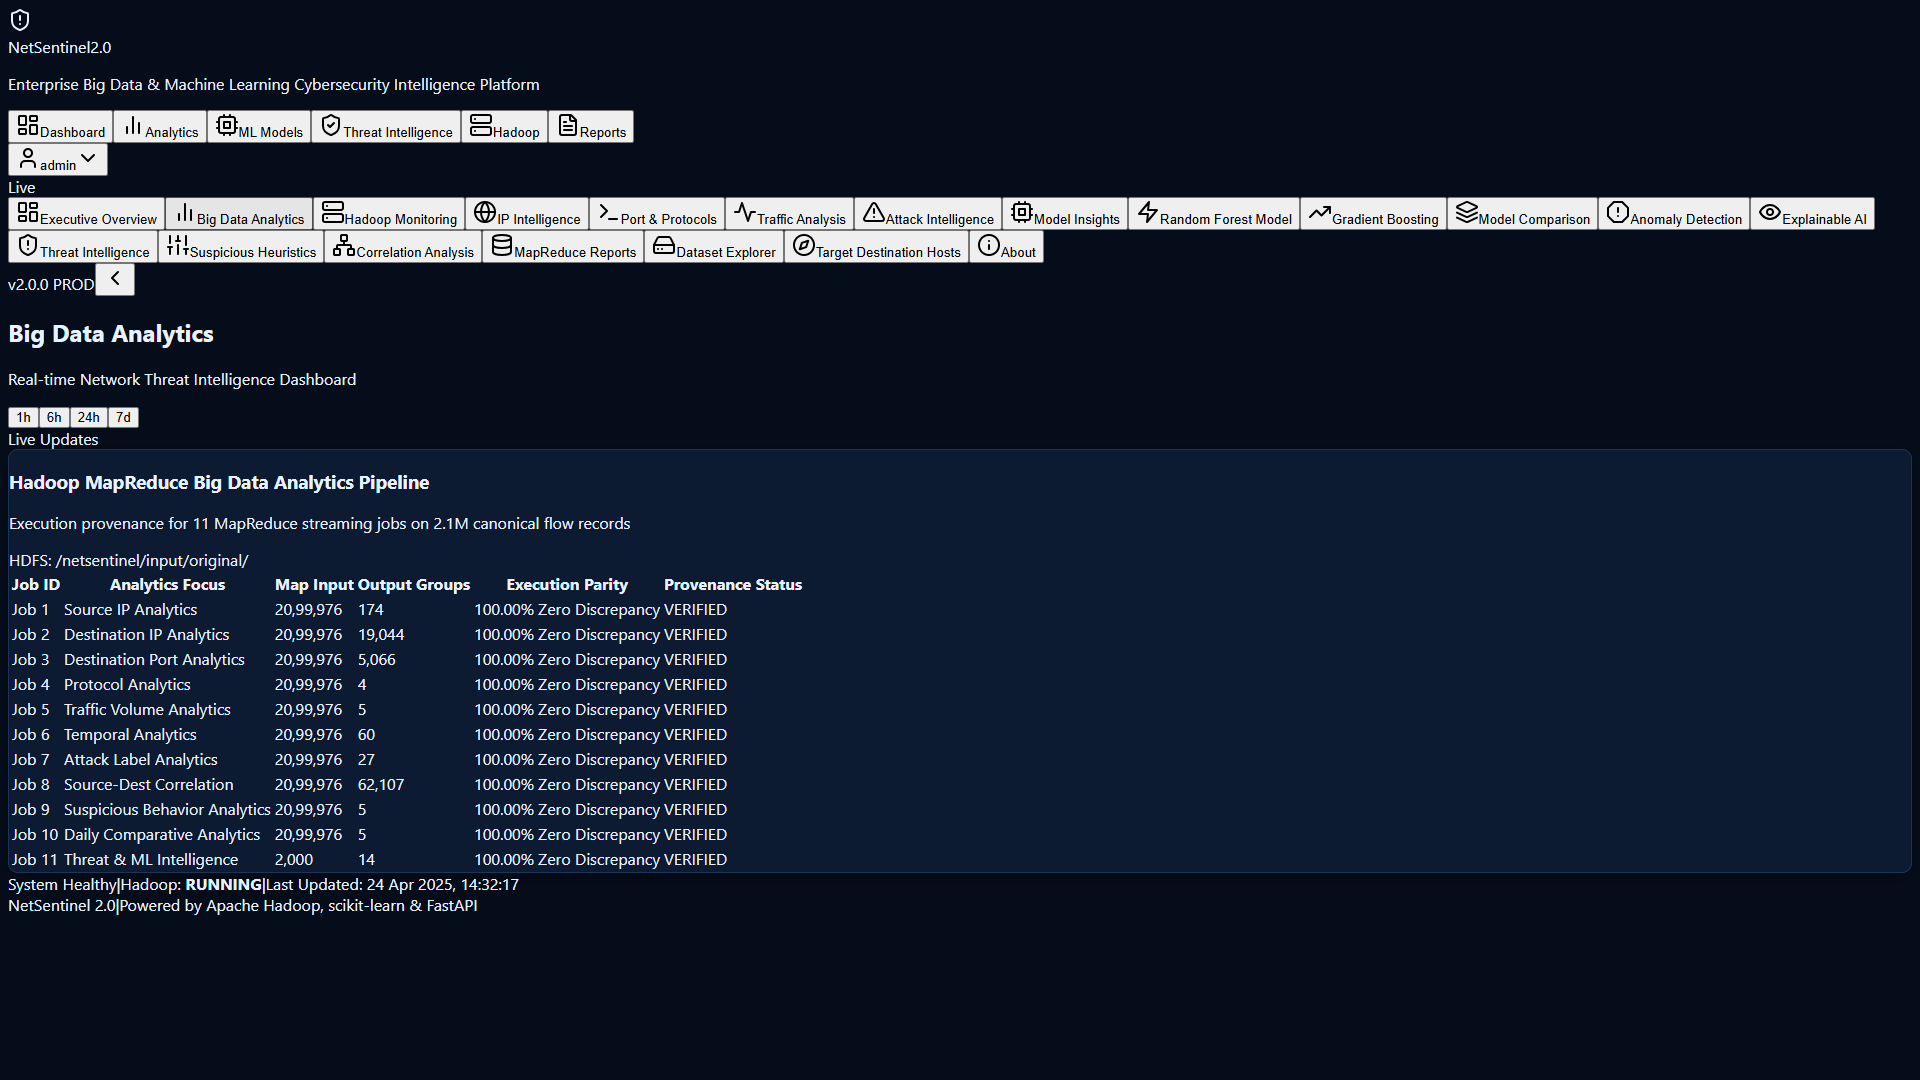 NetSentinel2.0
Enterprise Big Data & Machine Learning Cybersecurity Intelligence Platform
Dashboard Analytics ML Models Threat Intelligence Hadoop Reports
admin
Live
Executive Overview Big Data Analytics Hadoop Monitoring IP Intelligence Port & Protocols Traffic Analysis Attack Intelligence Model Insights Random Forest Model Gradient Boosting Model Comparison Anomaly Detection Explainable AI
Threat Intelligence Suspicious Heuristics Correlation Analysis MapReduce Reports Dataset Explorer Target Destination Hosts About
v2.0.0 PROD
Big Data Analytics
Real-time Network Threat Intelligence Dashboard
1h 6h 24h 7d
Live Updates
Hadoop MapReduce Big Data Analytics Pipeline
Execution provenance for 11 MapReduce streaming jobs on 2.1M canonical flow records
HDFS: /netsentinel/input/original/
Job ID Analytics Focus Map Input Output Groups Execution Parity Provenance Status
Job 1 Source IP Analytics 20,99,976 174 100.00% Zero Discrepancy VERIFIED
Job 2 Destination IP Analytics 20,99,976 19,044 100.00% Zero Discrepancy VERIFIED
Job 3 Destination Port Analytics 20,99,976 5,066 100.00% Zero Discrepancy VERIFIED
Job 4 Protocol Analytics 20,99,976 4 100.00% Zero Discrepancy VERIFIED
Job 5 Traffic Volume Analytics 20,99,976 5 100.00% Zero Discrepancy VERIFIED
Job 6 Temporal Analytics 20,99,976 60 100.00% Zero Discrepancy VERIFIED
Job 7 Attack Label Analytics 20,99,976 27 100.00% Zero Discrepancy VERIFIED
Job 8 Source-Dest Correlation 20,99,976 62,107 100.00% Zero Discrepancy VERIFIED
Job 9 Suspicious Behavior Analytics 20,99,976 5 100.00% Zero Discrepancy VERIFIED
Job 10 Daily Comparative Analytics 20,99,976 5 100.00% Zero Discrepancy VERIFIED
Job 11 Threat & ML Intelligence 2,000 14 100.00% Zero Discrepancy VERIFIED
System Healthy|Hadoop: RUNNING|Last Updated: 24 Apr 2025, 14:32:17
NetSentinel 2.0|Powered by Apache Hadoop, scikit-learn & FastAPI